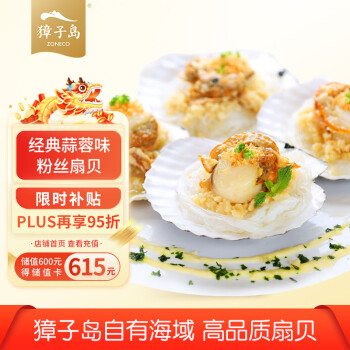 獐子岛
ZONECO
经典蒜蓉味
粉丝扇贝
限时补贴
PLUS再享95折
店铺首页 查看充值
储值600元
得储值卡
615元
獐子岛自有海域 高品质扇贝